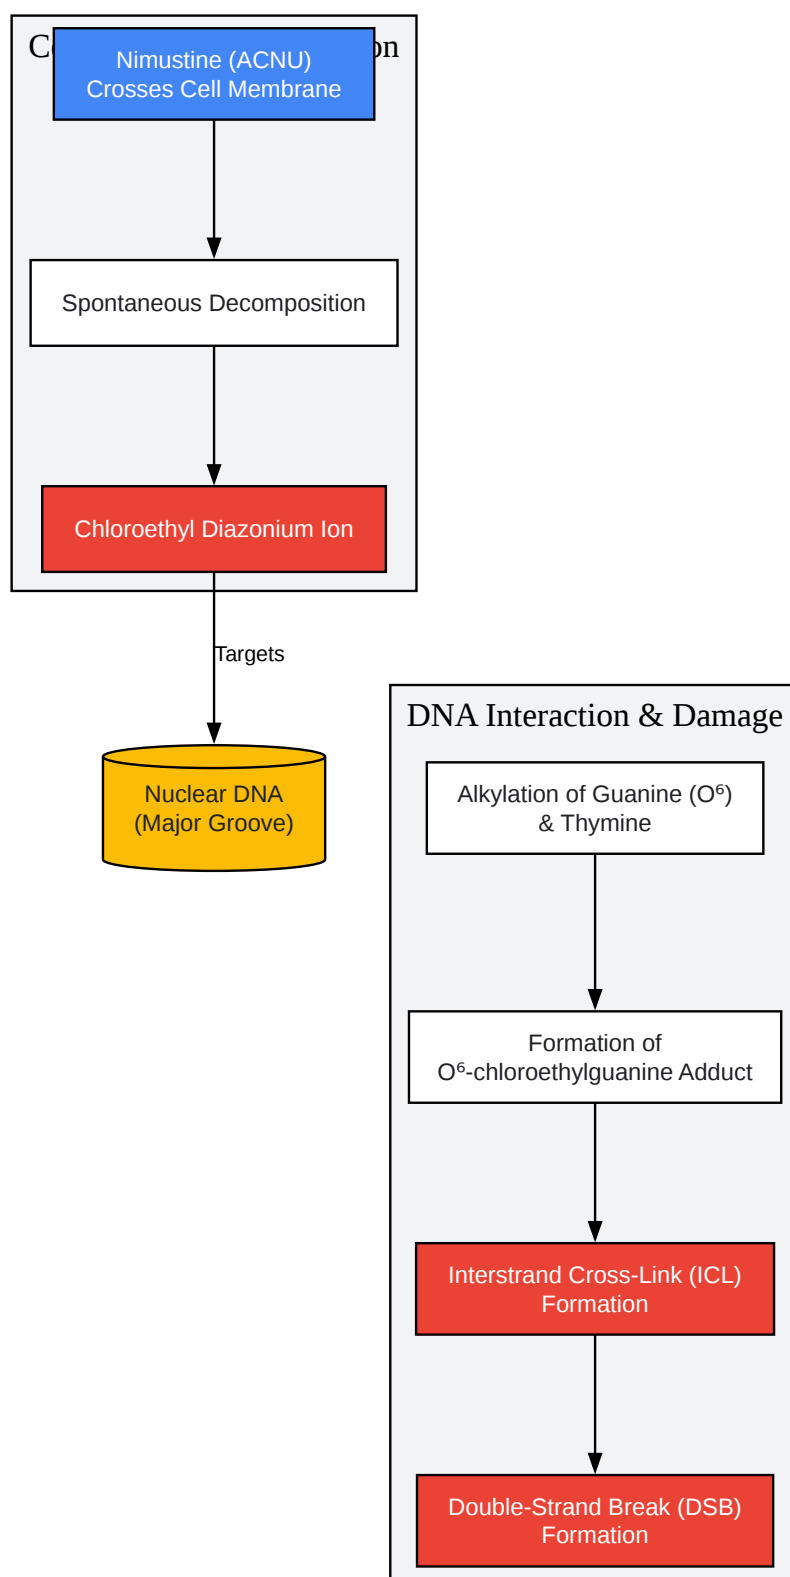 Nimustine (ACNU)
Crosses Cell Membrane
Spontaneous Decomposition
Chloroethyl Diazonium Ion
Targets
Nuclear DNA
(Major Groove)
DNA Interaction & Damage
Alkylation of Guanine (O⁶)
& Thymine
Formation of
O⁶-chloroethylguanine Adduct
Interstrand Cross-Link (ICL)
Formation
Double-Strand Break (DSB)
Formation